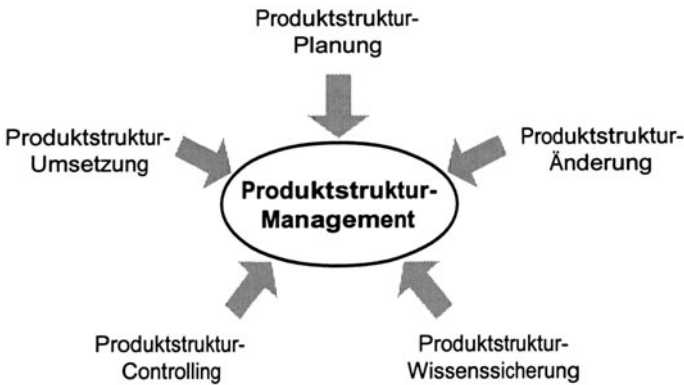 Produktstruktur-
Planung
Produktstruktur-
Umsetzung
Produktstruktur-
Änderung
Produktstruktur-
Management
Produktstruktur-
Controlling
Produktstruktur-
Wissenssicherung